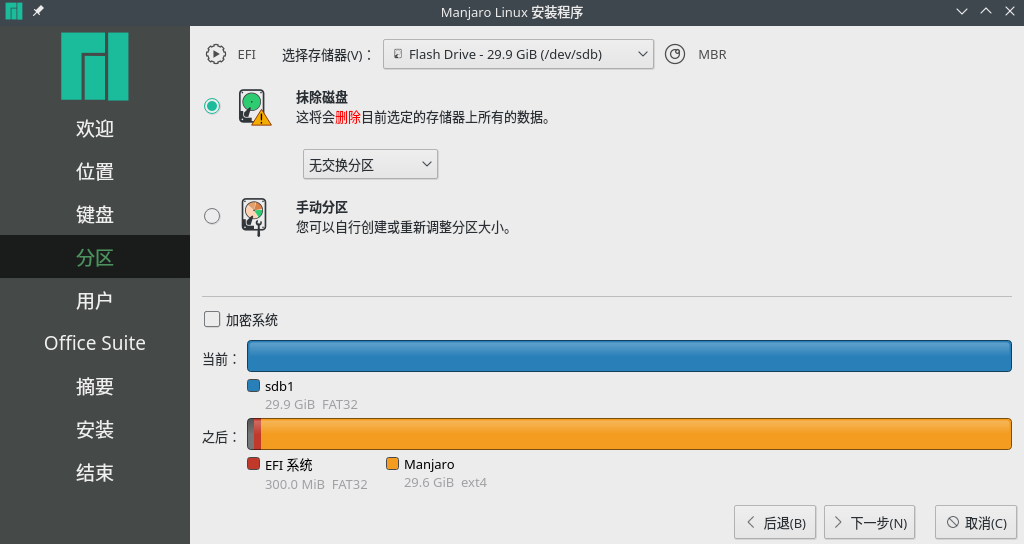 Manjaro Linux 安装程序
欢迎
位置
键盘
分区
用户
Office Suite
摘要
安装
结束
EFI 选择存储器(V)： Flash Drive - 29.9 GiB (/dev/sdb) MBR
抹除磁盘
这将会删除目前选定的存储器上所有的数据。
无交换分区
手动分区
您可以自行创建或重新调整分区大小。
加密系统
当前：
sdb1
29.9 GiB FAT32
之后：
EFI 系统 Manjaro
300.0 MiB FAT32 29.6 GiB ext4
后退(B) 下一步(N) 取消(C)